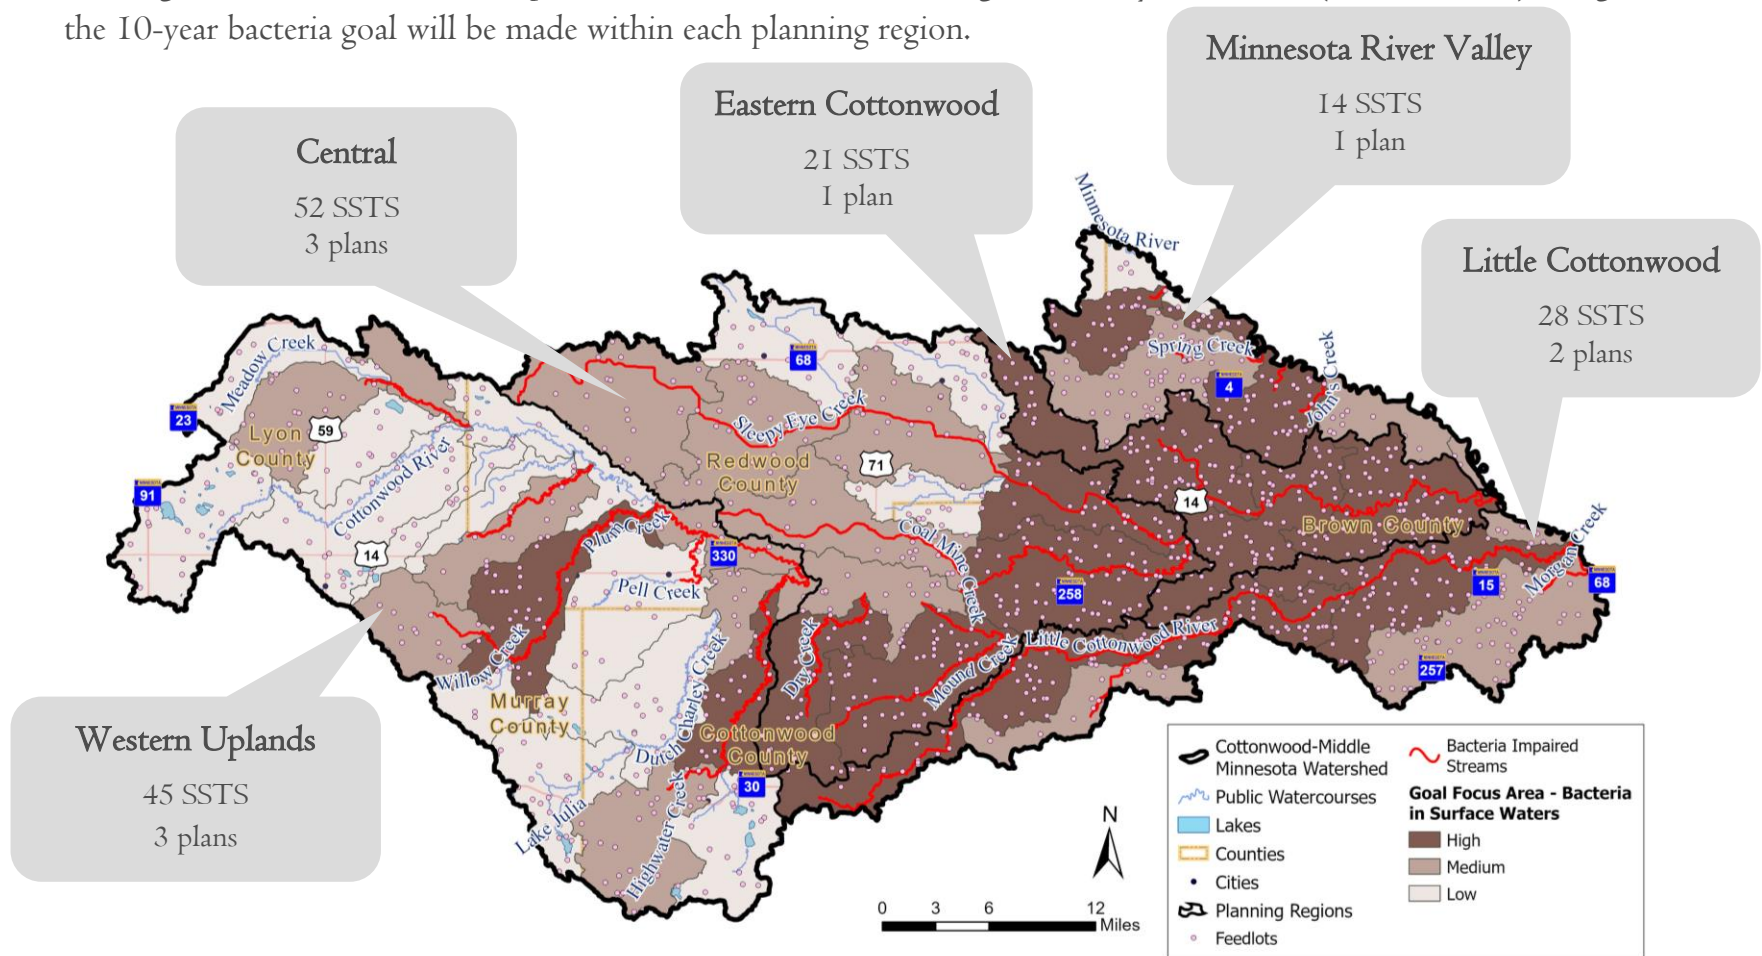 the 10-year bacteria goal will be made within each planning region.
Minnesota River Valley
14 SSTS
1 plan
Eastern Cottonwood
21 SSTS
1 plan
Central
52 SSTS
3 plans
Little Cottonwood
28 SSTS
2 plans
Western Uplands
45 SSTS
3 plans
Minnesota River
Meadow Creek
Spring Creek
John's Creek
68
4
23
59
Lyon
County
Sleepy Eye Creek
Redwood
County
71
Cottonwood River
91
14
14
Brown County
Plum Creek
Coal Mine Creek
330
Pell Creek
258
Morgan Creek
15
68
Willow Creek
Dry Creek
Little Cottonwood River
Mound Creek
257
Murray
County
Dutch Charley Creek
Cottonwood
County
30
Lake Julia
Highwater Creek
N
0 3 6 12
Miles
Cottonwood-Middle
Minnesota Watershed
Public Watercourses
Lakes
Counties
Cities
Planning Regions
Feedlots
Bacteria Impaired
Streams
Goal Focus Area - Bacteria
in Surface Waters
High
Medium
Low